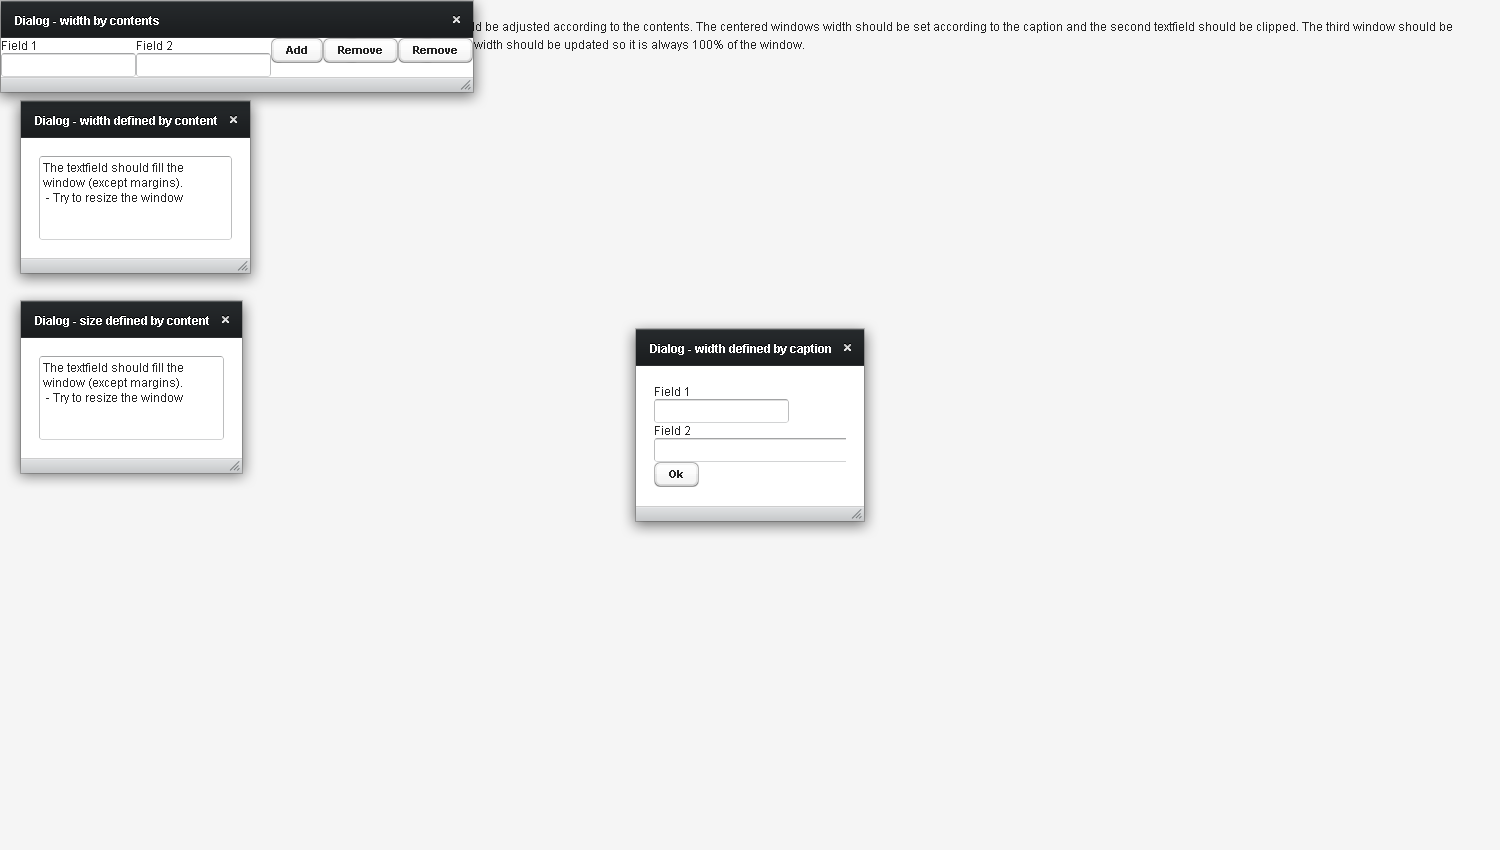 Dialog - width by contents
d be adjusted according to the contents. The centered windows width should be set according to the caption and the second textfield should be clipped. The third window should be
Field 1 Field 2 Add Remove Remove
width should be updated so it is always 100% of the window.
Dialog - width defined by content
The textfield should fill the
window (except margins).
- Try to resize the window
Dialog - size defined by content
The textfield should fill the
window (except margins).
- Try to resize the window
Dialog - width defined by caption
Field 1
Field 2
Ok